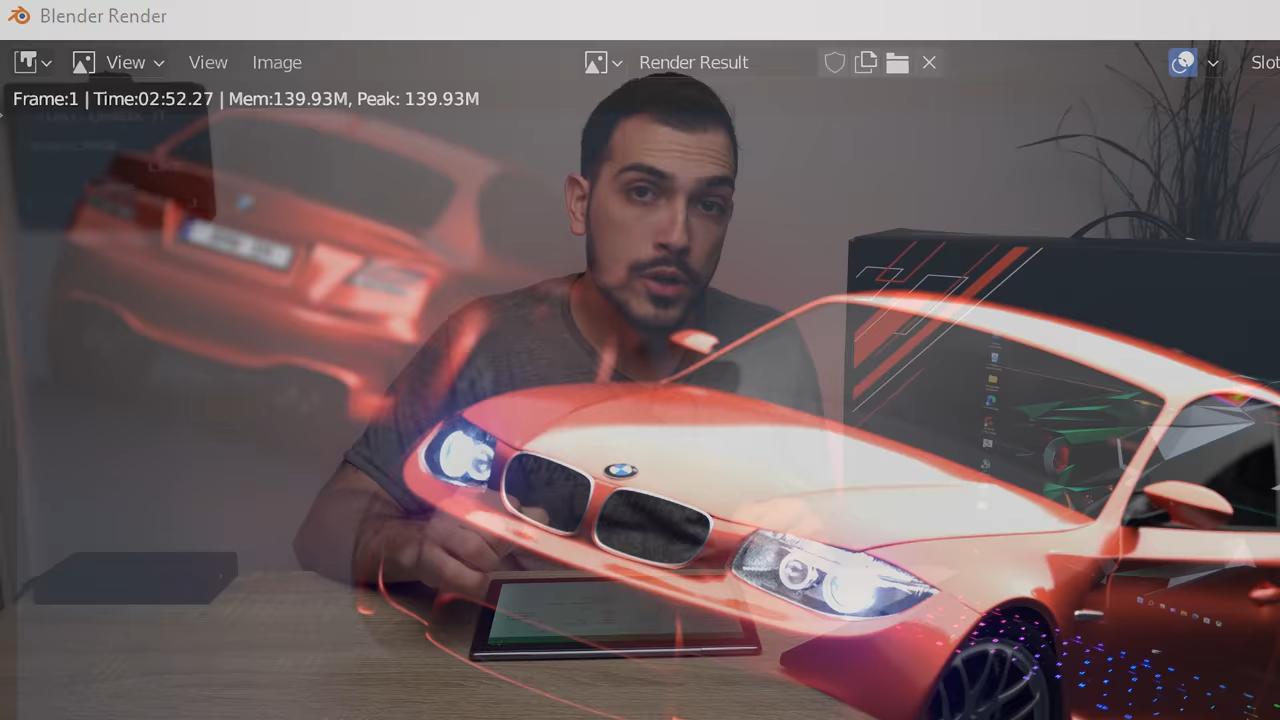 Blender Render
View View Image Render Result Slot
Frame:1 | Time:02:52.27 | Mem:139.93M, Peak: 139.93M